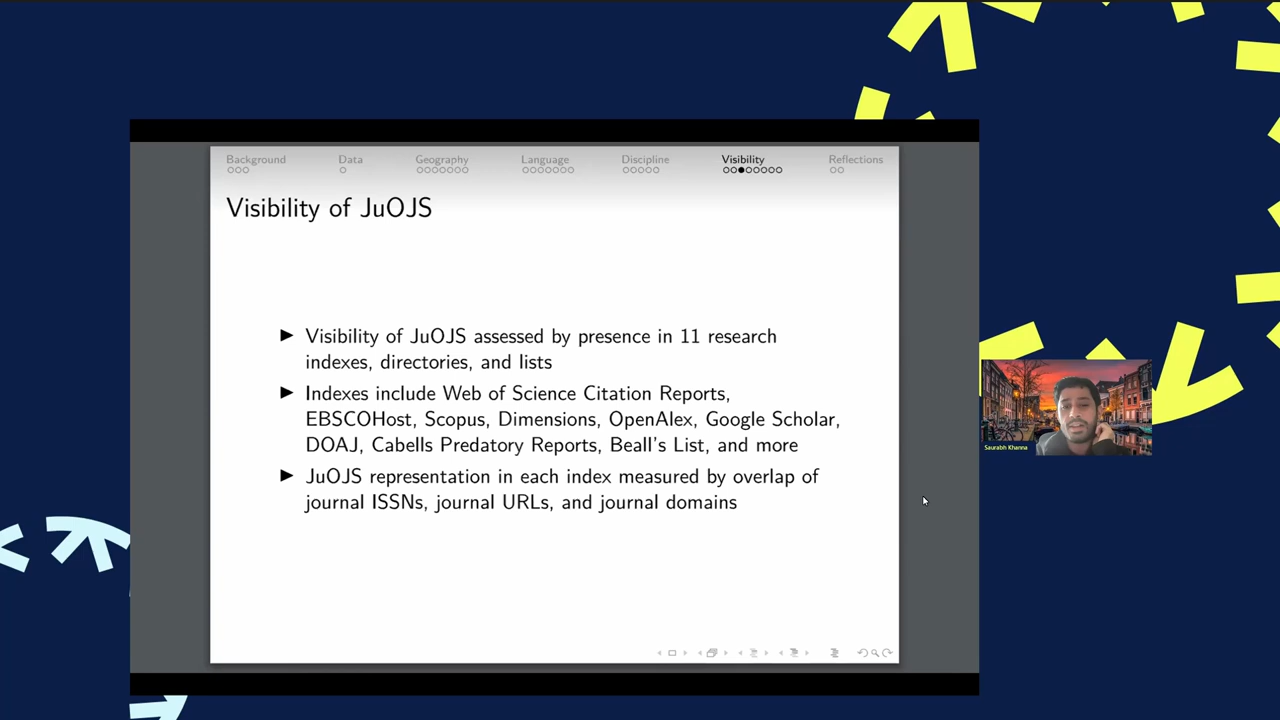 Background Data Geography Language Discipline Visibility Reflections
Visibility of JuOJS
Visibility of JuOJS assessed by presence in 11 research
indexes, directories, and lists
Indexes include Web of Science Citation Reports,
EBSCOHost, Scopus, Dimensions, OpenAlex, Google Scholar,
DOAJ, Cabells Predatory Reports, Beall's List, and more
JuOJS representation in each index measured by overlap of
journal ISSNs, journal URLs, and journal domains
Saurabh Khanna